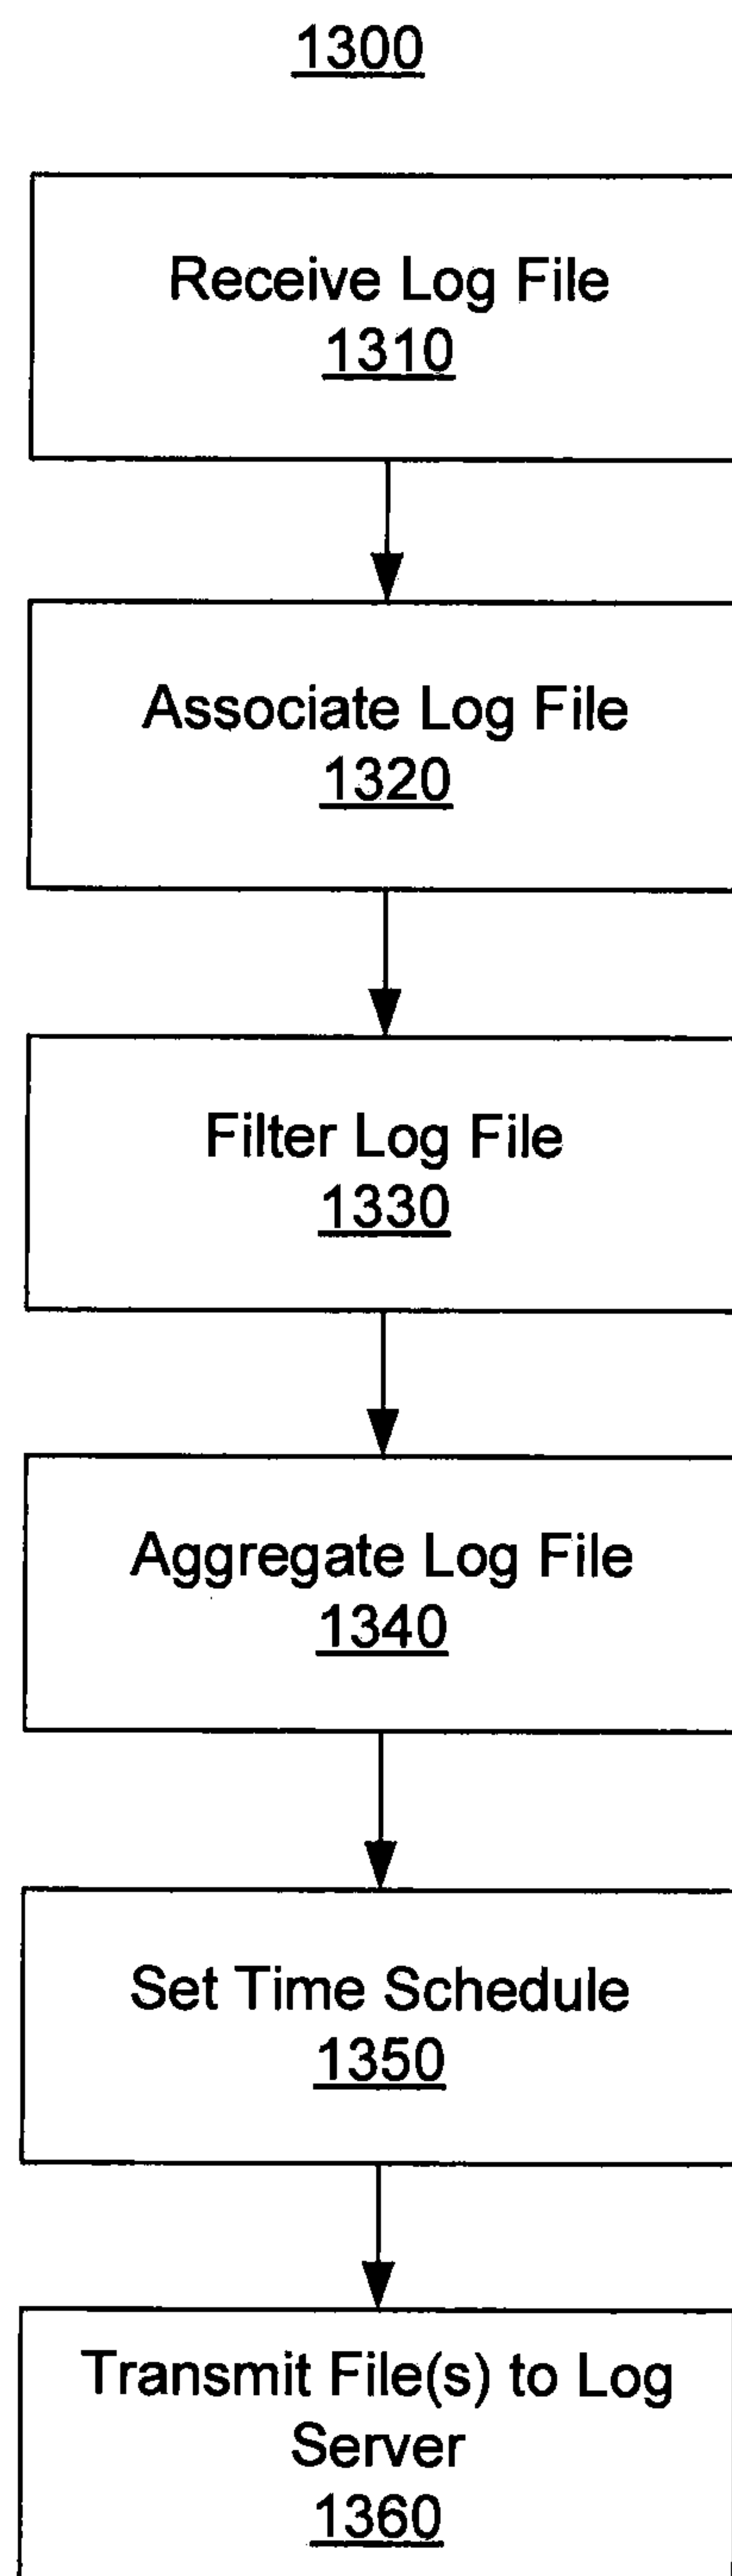 1300
Receive Log File
1310
Associate Log File
1320
Filter Log File
1330
Aggregate Log File
1340
Set Time Schedule
1350
Transmit File(s) to Log
Server
1360